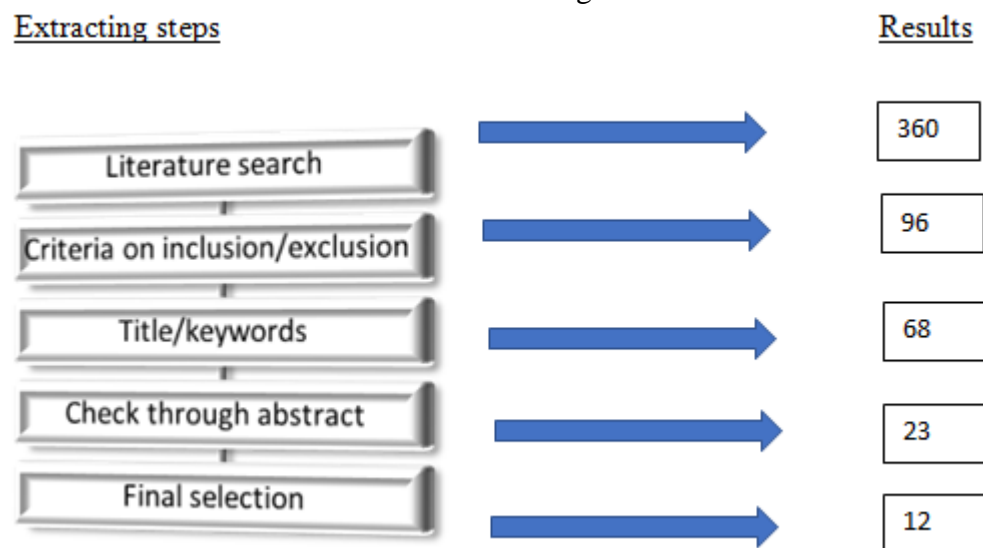 Extracting steps
Results
Literature search
360
Criteria on inclusion/exclusion
96
Title/keywords
68
Check through abstract
23
Final selection
12